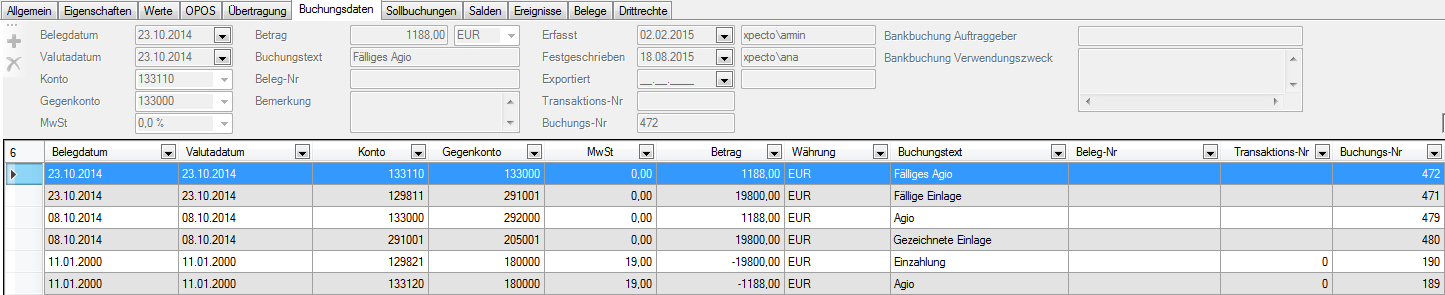 Allgemein Eigenschaften Werte OPOS Übertragung Buchungsdaten Sollbuchungen Salden Ereignisse Belege Drittrechte
Belegdatum 23.10.2014 Betrag 1188,00 EUR Erfasst 02.02.2015 xpecto\amin Bankbuchung Auftraggeber
Valutadatum 23.10.2014 Buchungstext Fälliges Agio Festgeschrieben 18.08.2015 xpecto\ana Bankbuchung Verwendungszweck
Konto 133110 Beleg-Nr Exportiert __.__.____
Gegenkonto 133000 Bemerkung Transaktions-Nr
MwSt 0,0 % Buchungs-Nr 472
6 Belegdatum Valutadatum Konto Gegenkonto MwSt Betrag Währung Buchungstext Beleg-Nr Transaktions-Nr Buchungs-Nr
23.10.2014 23.10.2014 133110 133000 0,00 1188,00 EUR Fälliges Agio 472
23.10.2014 23.10.2014 129811 291001 0,00 19800,00 EUR Fällige Einlage 471
08.10.2014 08.10.2014 133000 292000 0,00 1188,00 EUR Agio 479
08.10.2014 08.10.2014 291001 205001 0,00 19800,00 EUR Gezeichnete Einlage 480
11.01.2000 11.01.2000 129821 180000 19,00 -19800,00 EUR Einzahlung 0 190
11.01.2000 11.01.2000 133120 180000 19,00 -1188,00 EUR Agio 0 189